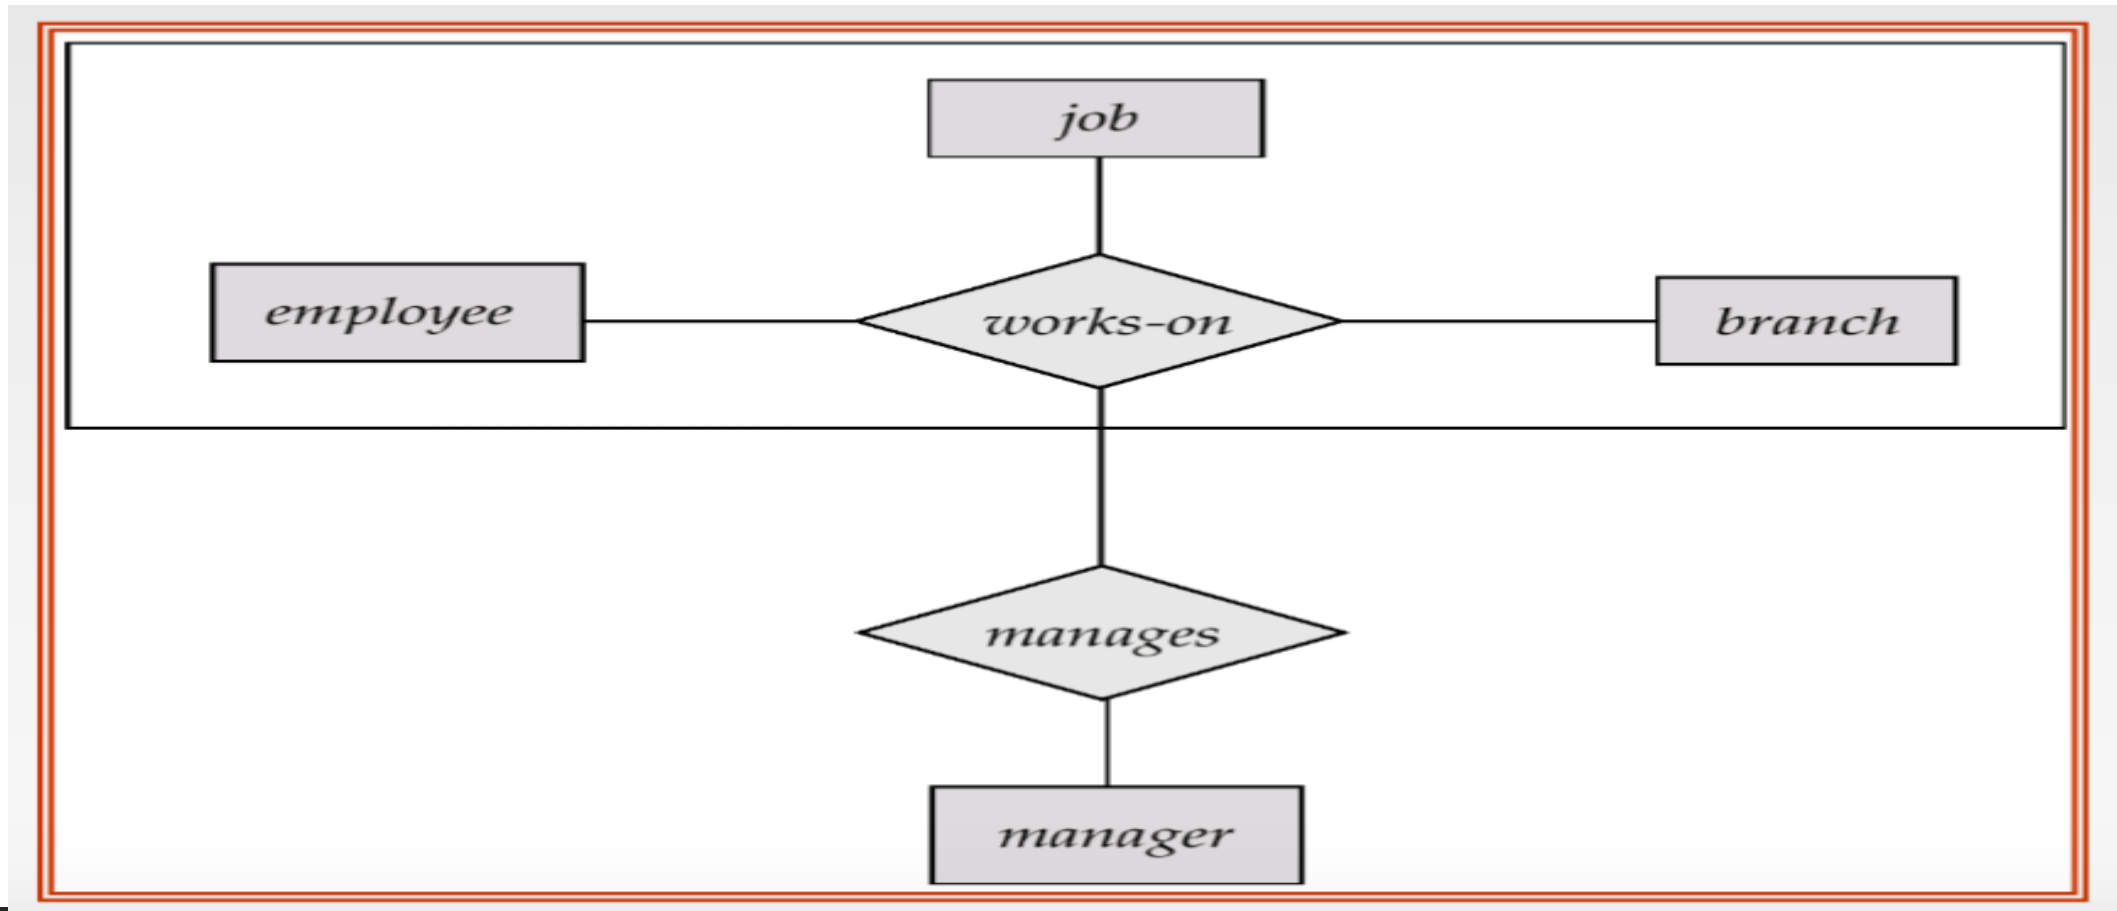 job
employee
works-on
branch
manages
manager